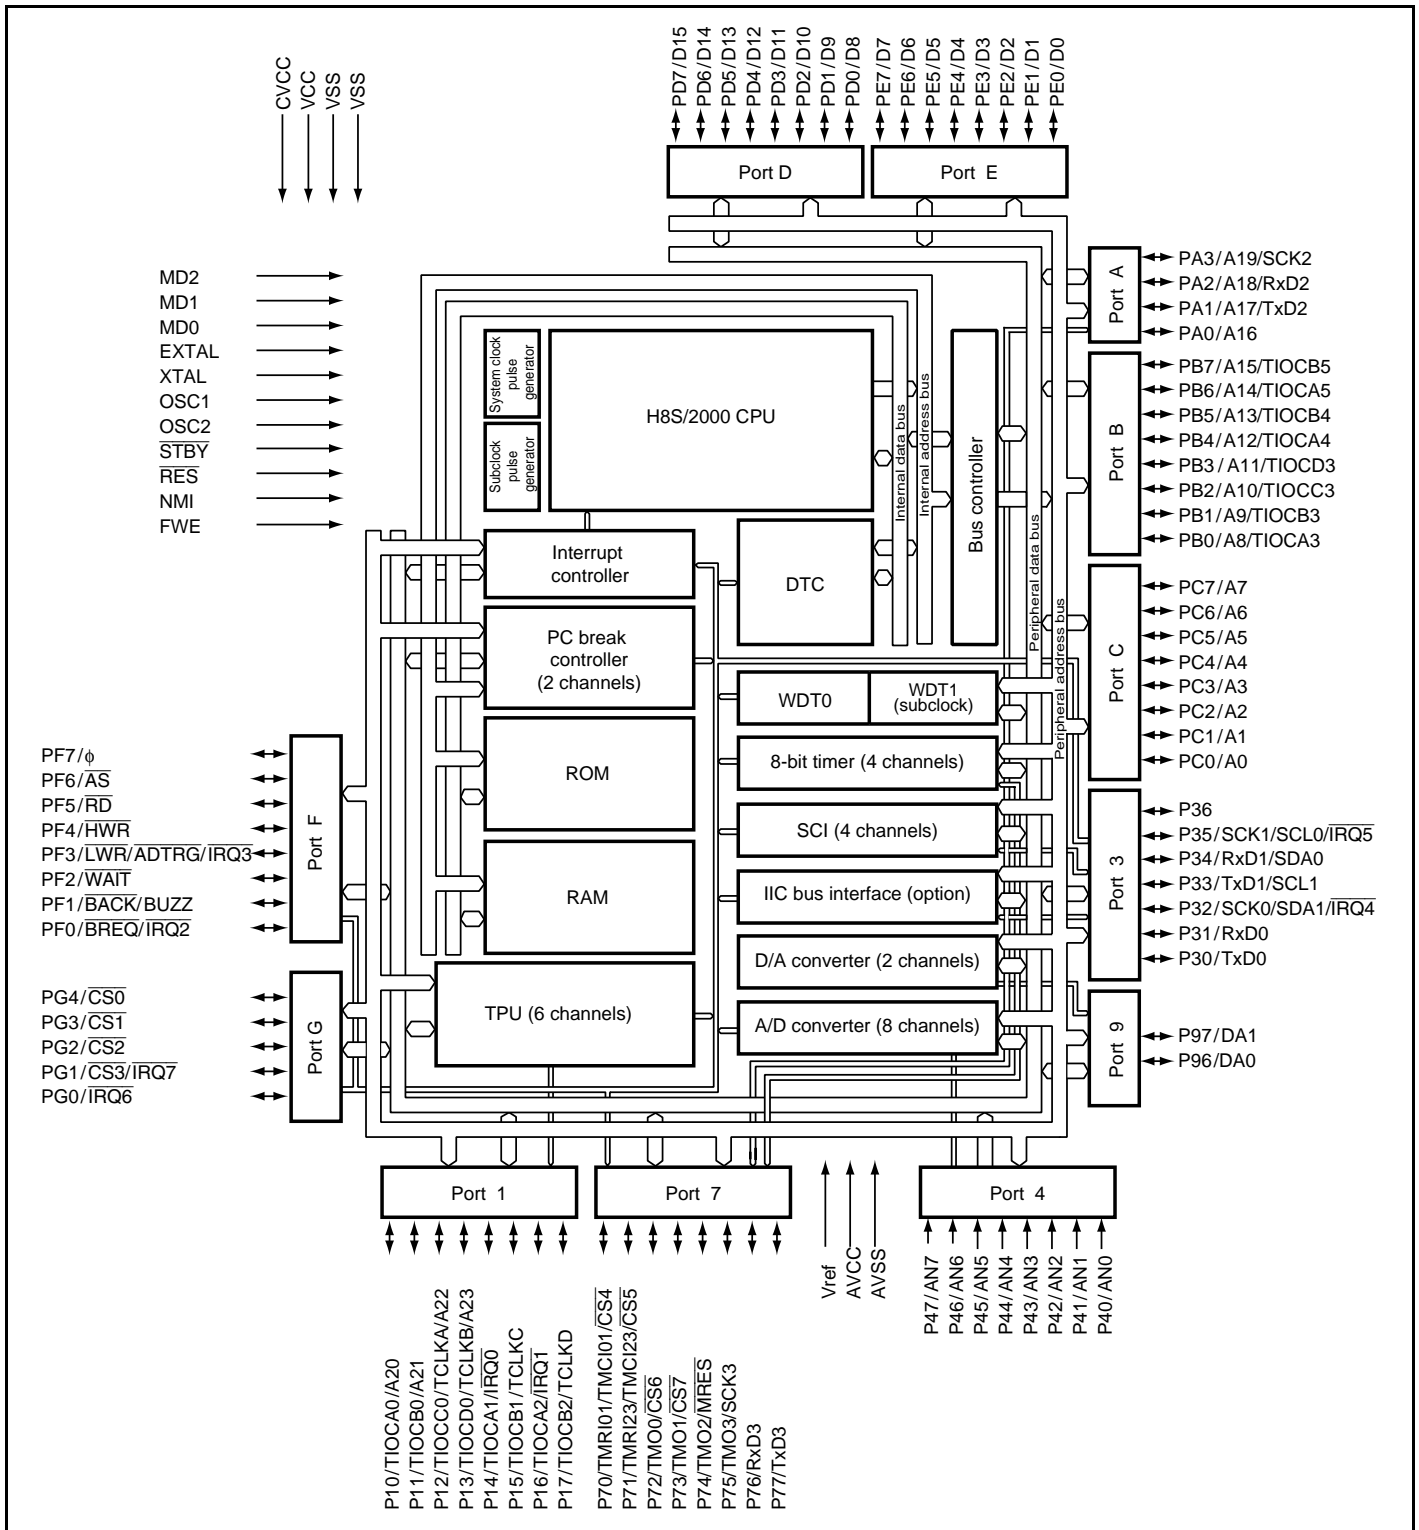 CVCC
VCC
VSS
VSS
PD7/D15
PD6/D14
PD5/D13
PD4/D12
PD3/D11
PD2/D10
PD1/D9
PD0/D8
PE7/D7
PE6/D6
PE5/D5
PE4/D4
PE3/D3
PE2/D2
PE1/D1
PE0/D0
Port D
Port E
MD2
MD1
MD0
EXTAL
XTAL
OSC1
OSC2
STBY
RES
NMI
FWE
System clock
pulse
generator
Subclock
pulse
generator
H8S/2000 CPU
Internal data bus
Internal address bus
Bus controller
Peripheral data bus
Peripheral address bus
Interrupt
controller
DTC
PC break
controller
(2 channels)
WDT0
WDT1
(subclock)
ROM
8-bit timer (4 channels)
SCI (4 channels)
RAM
IIC bus interface (option)
D/A converter (2 channels)
TPU (6 channels)
A/D converter (8 channels)
Port A
PA3/A19/SCK2
PA2/A18/RxD2
PA1/A17/TxD2
PA0/A16
Port B
PB7/A15/TIOCB5
PB6/A14/TIOCA5
PB5/A13/TIOCB4
PB4/A12/TIOCA4
PB3/A11/TIOCD3
PB2/A10/TIOCC3
PB1/A9/TIOCB3
PB0/A8/TIOCA3
Port C
PC7/A7
PC6/A6
PC5/A5
PC4/A4
PC3/A3
PC2/A2
PC1/A1
PC0/A0
Port 3
P36
P35/SCK1/SCL0/IRQ5
P34/RxD1/SDA0
P33/TxD1/SCL1
P32/SCK0/SDA1/IRQ4
P31/RxD0
P30/TxD0
Port 9
P97/DA1
P96/DA0
PF7/ϕ
PF6/AS
PF5/RD
PF4/HWR
PF3/LWR/ADTRG/IRQ3
PF2/WAIT
PF1/BACK/BUZZ
PF0/BREQ/IRQ2
Port F
PG4/CS0
PG3/CS1
PG2/CS2
PG1/CS3/IRQ7
PG0/IRQ6
Port G
Port 1
Port 7
Port 4
P10/TIOCA0/A20
P11/TIOCB0/A21
P12/TIOCC0/TCLKA/A22
P13/TIOCD0/TCLKB/A23
P14/TIOCA1/IRQ0
P15/TIOCB1/TCLKC
P16/TIOCA2/IRQ1
P17/TIOCB2/TCLKD
P70/TMRI01/TMCI01/CS4
P71/TMRI23/TMCI23/CS5
P72/TMO0/CS6
P73/TMO1/CS7
P74/TMO2/MRES
P75/TMO3/SCK3
P76/RxD3
P77/TxD3
Vref
AVCC
AVSS
P47/AN7
P46/AN6
P45/AN5
P44/AN4
P43/AN3
P42/AN2
P41/AN1
P40/AN0